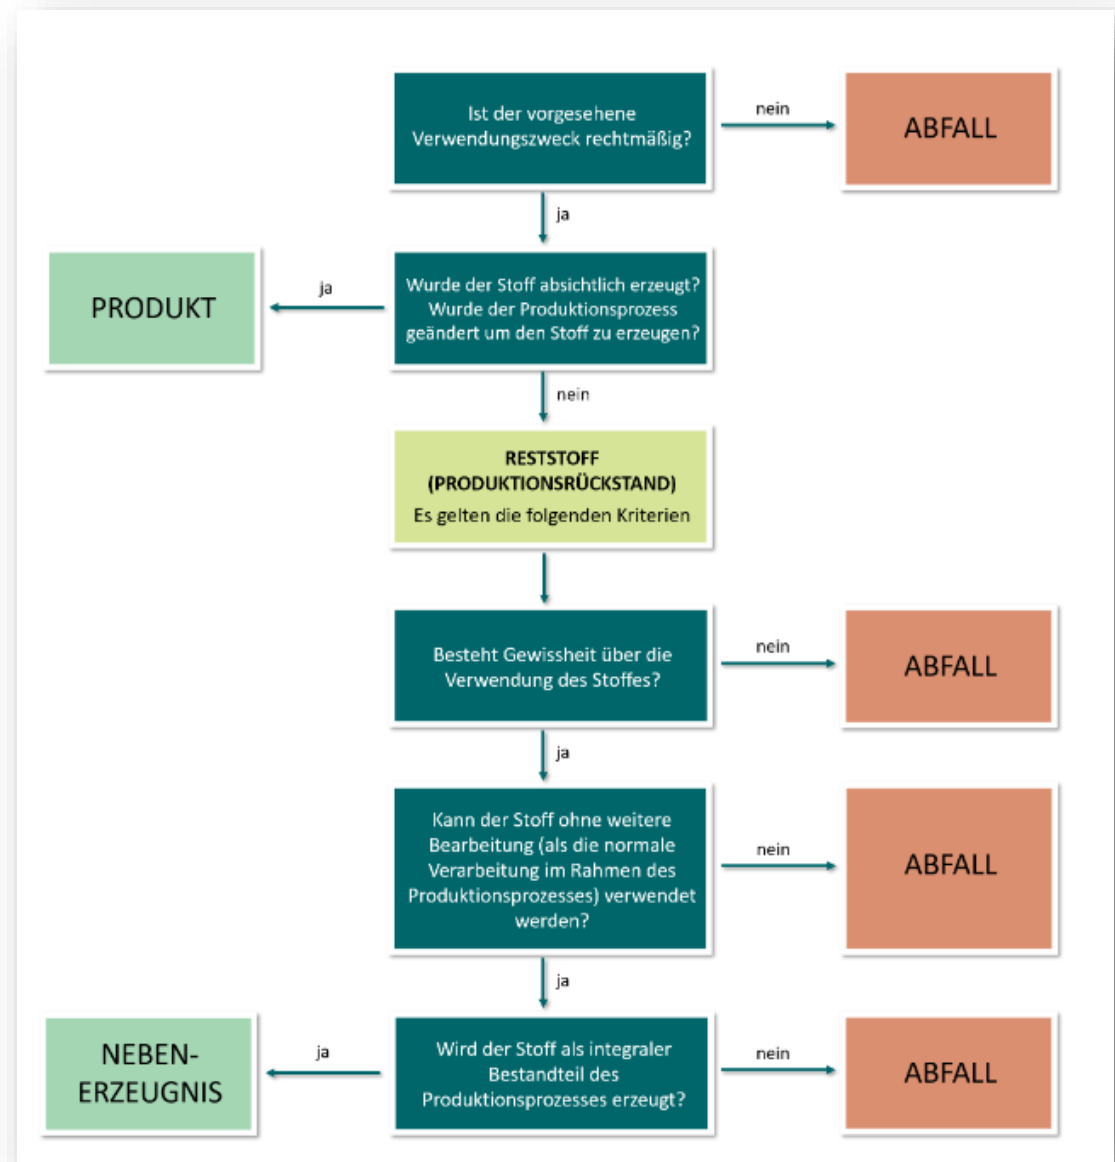 Ist der vorgesehene
Verwendungszweck rechtmäßig?
nein
ABFALL
ja
PRODUKT
ja
Wurde der Stoff absichtlich erzeugt?
Wurde der Produktionsprozess
geändert um den Stoff zu erzeugen?
nein
RESTSTOFF
(PRODUKTIONSRÜCKSTAND)
Es gelten die folgenden Kriterien
Besteht Gewissheit über die
Verwendung des Stoffes?
nein
ABFALL
ja
Kann der Stoff ohne weitere
Bearbeitung (als die normale
Verarbeitung im Rahmen des
Produktionsprozesses) verwendet
werden?
nein
ABFALL
ja
NEBEN-
ERZEUGNIS
ja
Wird der Stoff als integraler
Bestandteil des
Produktionsprozesses erzeugt?
nein
ABFALL